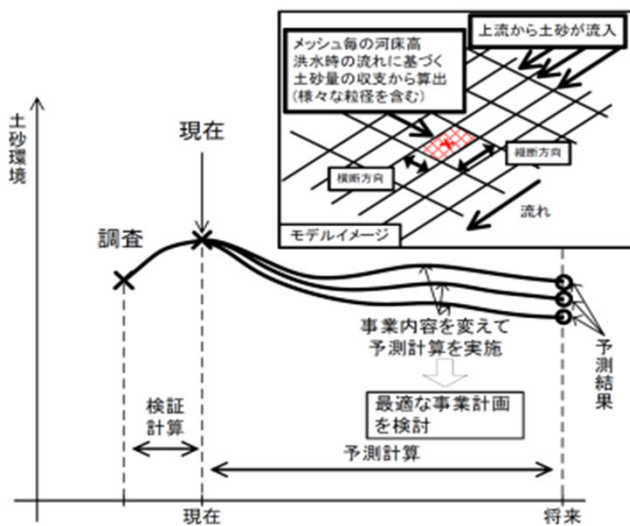 メッシュ毎の河床高
洪水時の流れに基づく
土砂量の収支から算出
(様々な粒径を含む)
上流から土砂が流入
横断方向
縦断方向
流れ
モデルイメージ
土砂環境
現在
調査
事業内容を変えて
予測計算を実施
最適な事業計画
を検討
予測結果
検証
計算
予測計算
現在
将来